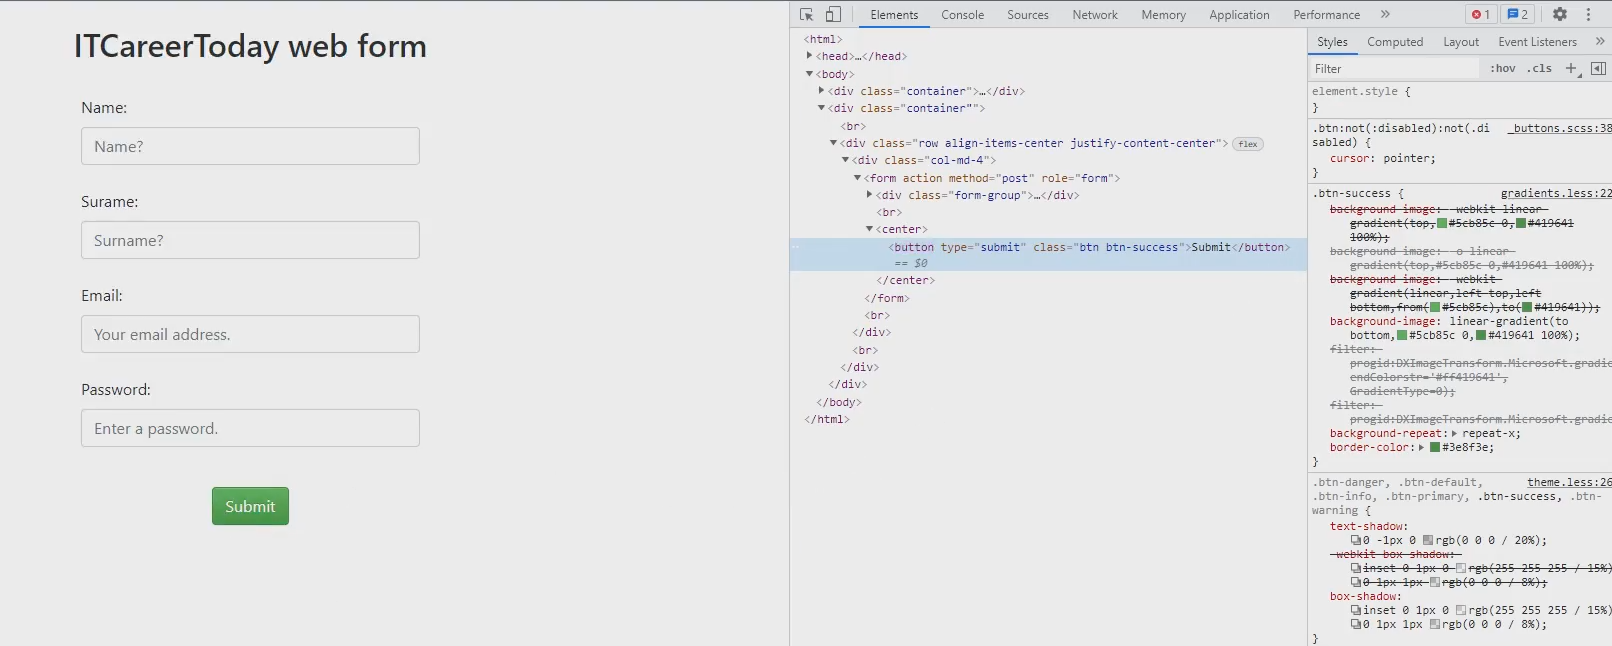 ITCareerToday web form
Name:
Name?
Surame:
Surname?
Email:
Your email address.
Password:
Enter a password.
Submit
Elements Console Sources Network Memory Application Performance » 1 2
<html>
<head>…</head>
<body>
<div class="container">…</div>
<div class="container"">
<br>
<div class="row align-items-center justify-content-center"> flex
<div class="col-md-4">
<form action method="post" role="form">
<div class="form-group">…</div>
<br>
<center>
<button type="submit" class="btn btn-success">Submit</button>
== $0
</center>
</form>
<br>
</div>
<br>
</div>
</div>
</body>
</html>
Styles Computed Layout Event Listeners »
Filter :hov .cls +
element.style {
}
.btn:not(:disabled):not(.di _buttons.scss:38
sabled) {
cursor: pointer;
}
.btn-success { gradients.less:22
background-image: -webkit-linear-
gradient(top,#5cb85c 0,#419641
100%);
background-image: -o-linear-
gradient(top,#5cb85c 0,#419641 100%);
background-image: -webkit-
gradient(linear,left top,left
bottom,from(#5cb85c),to(#419641));
background-image: linear-gradient(to
bottom,#5cb85c 0,#419641 100%);
filter:
progid:DXImageTransform.Microsoft.gradie
endColorstr='#ff419641',
GradientType=0);
filter:
progid:DXImageTransform.Microsoft.gradie
background-repeat: repeat-x;
border-color: #3e8f3e;
}
.btn-danger, .btn-default, theme.less:26
.btn-info, .btn-primary, .btn-success, .btn-
warning {
text-shadow:
0 -1px 0 rgb(0 0 0 / 20%);
-webkit-box-shadow:
inset 0 1px 0 rgb(255 255 255 / 15%)
0 1px 1px rgb(0 0 0 / 8%);
box-shadow:
inset 0 1px 0 rgb(255 255 255 / 15%)
0 1px 1px rgb(0 0 0 / 8%);
}